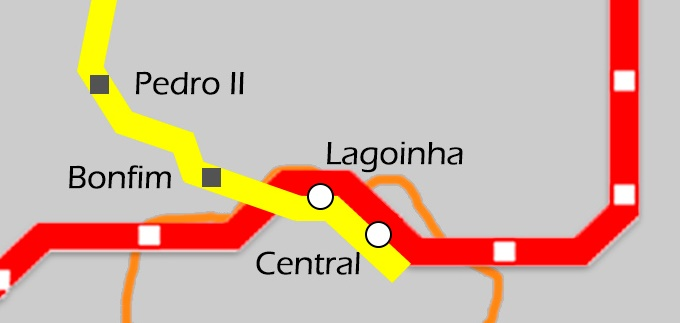 Pedro II
Lagoinha
Bonfim
Central